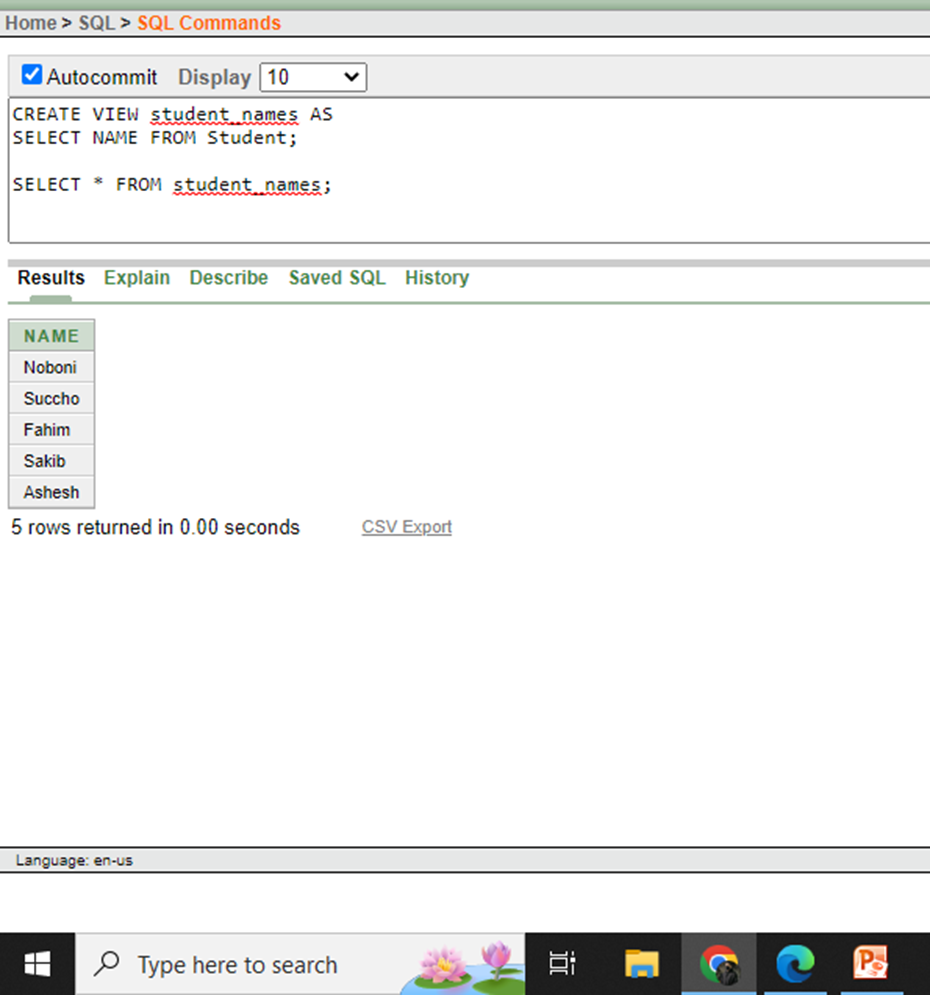 Home > SQL > SQL Commands
Autocommit Display 10
CREATE VIEW student_names AS
SELECT NAME FROM Student;
SELECT * FROM student_names;
Results Explain Describe Saved SQL History
NAME
Noboni
Succho
Fahim
Sakib
Ashesh
5 rows returned in 0.00 seconds CSV Export
Language: en-us
Type here to search